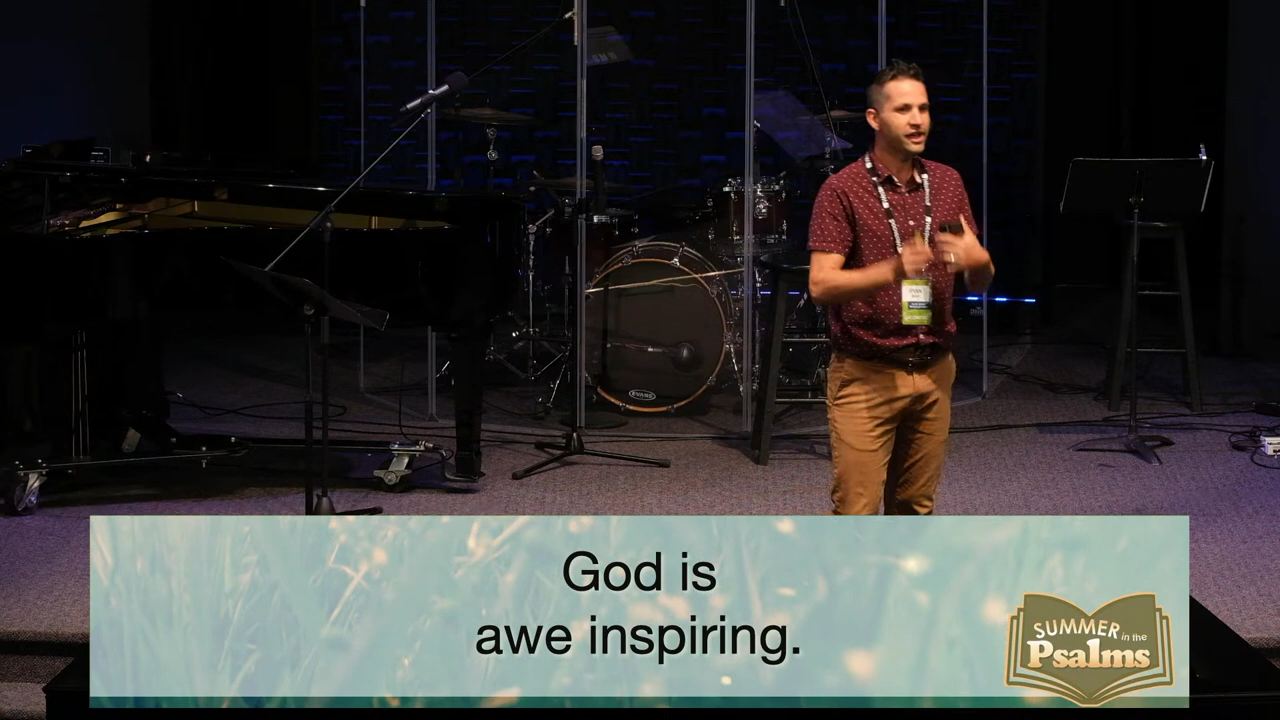 EVANS
God is
awe inspiring.
SUMMER in the
Psalms